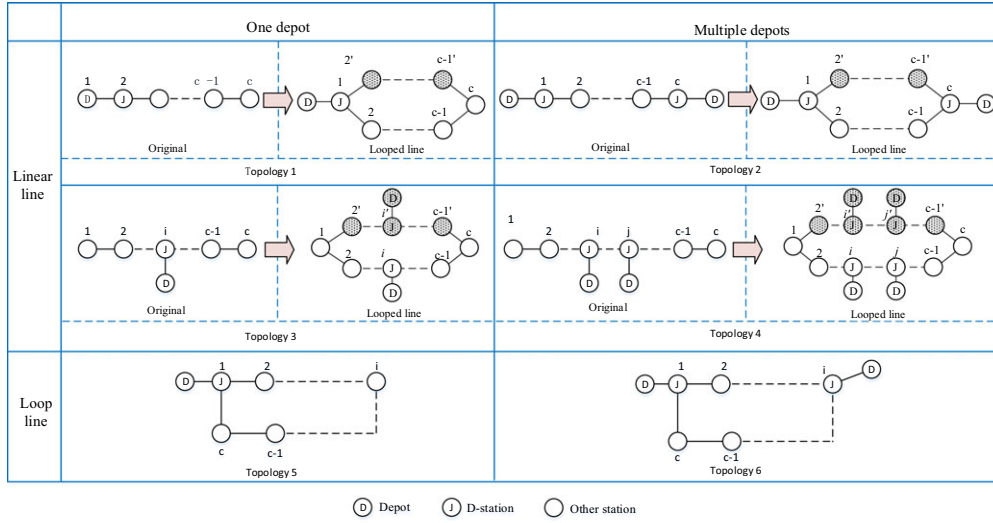 One depot
Multiple depots
Linear line
1 2 c -1 c
D J
Original
2' c-1'
1 c
D J
2 c-1
Looped line
Topology 1
1 2 c-1 c
D J J D
Original
2' c-1'
1 c
D J J D
2 c-1
Looped line
Topology 2
1 2 i c-1 c
J
D
Original
D
2' i' J c-1'
1 c
2 i c-1
J
D
Looped line
Topology 3
1
2 i j c-1 c
J J
D D
Original
D D
2' i' J j' J c-1'
1 c
2 i j c-1
J J
D D
Looped line
Topology 4
Loop line
1 2 i
D J
c c-1
Topology 5
1 2 i
D J J D
c c-1
Topology 6
D Depot J D-station Other station